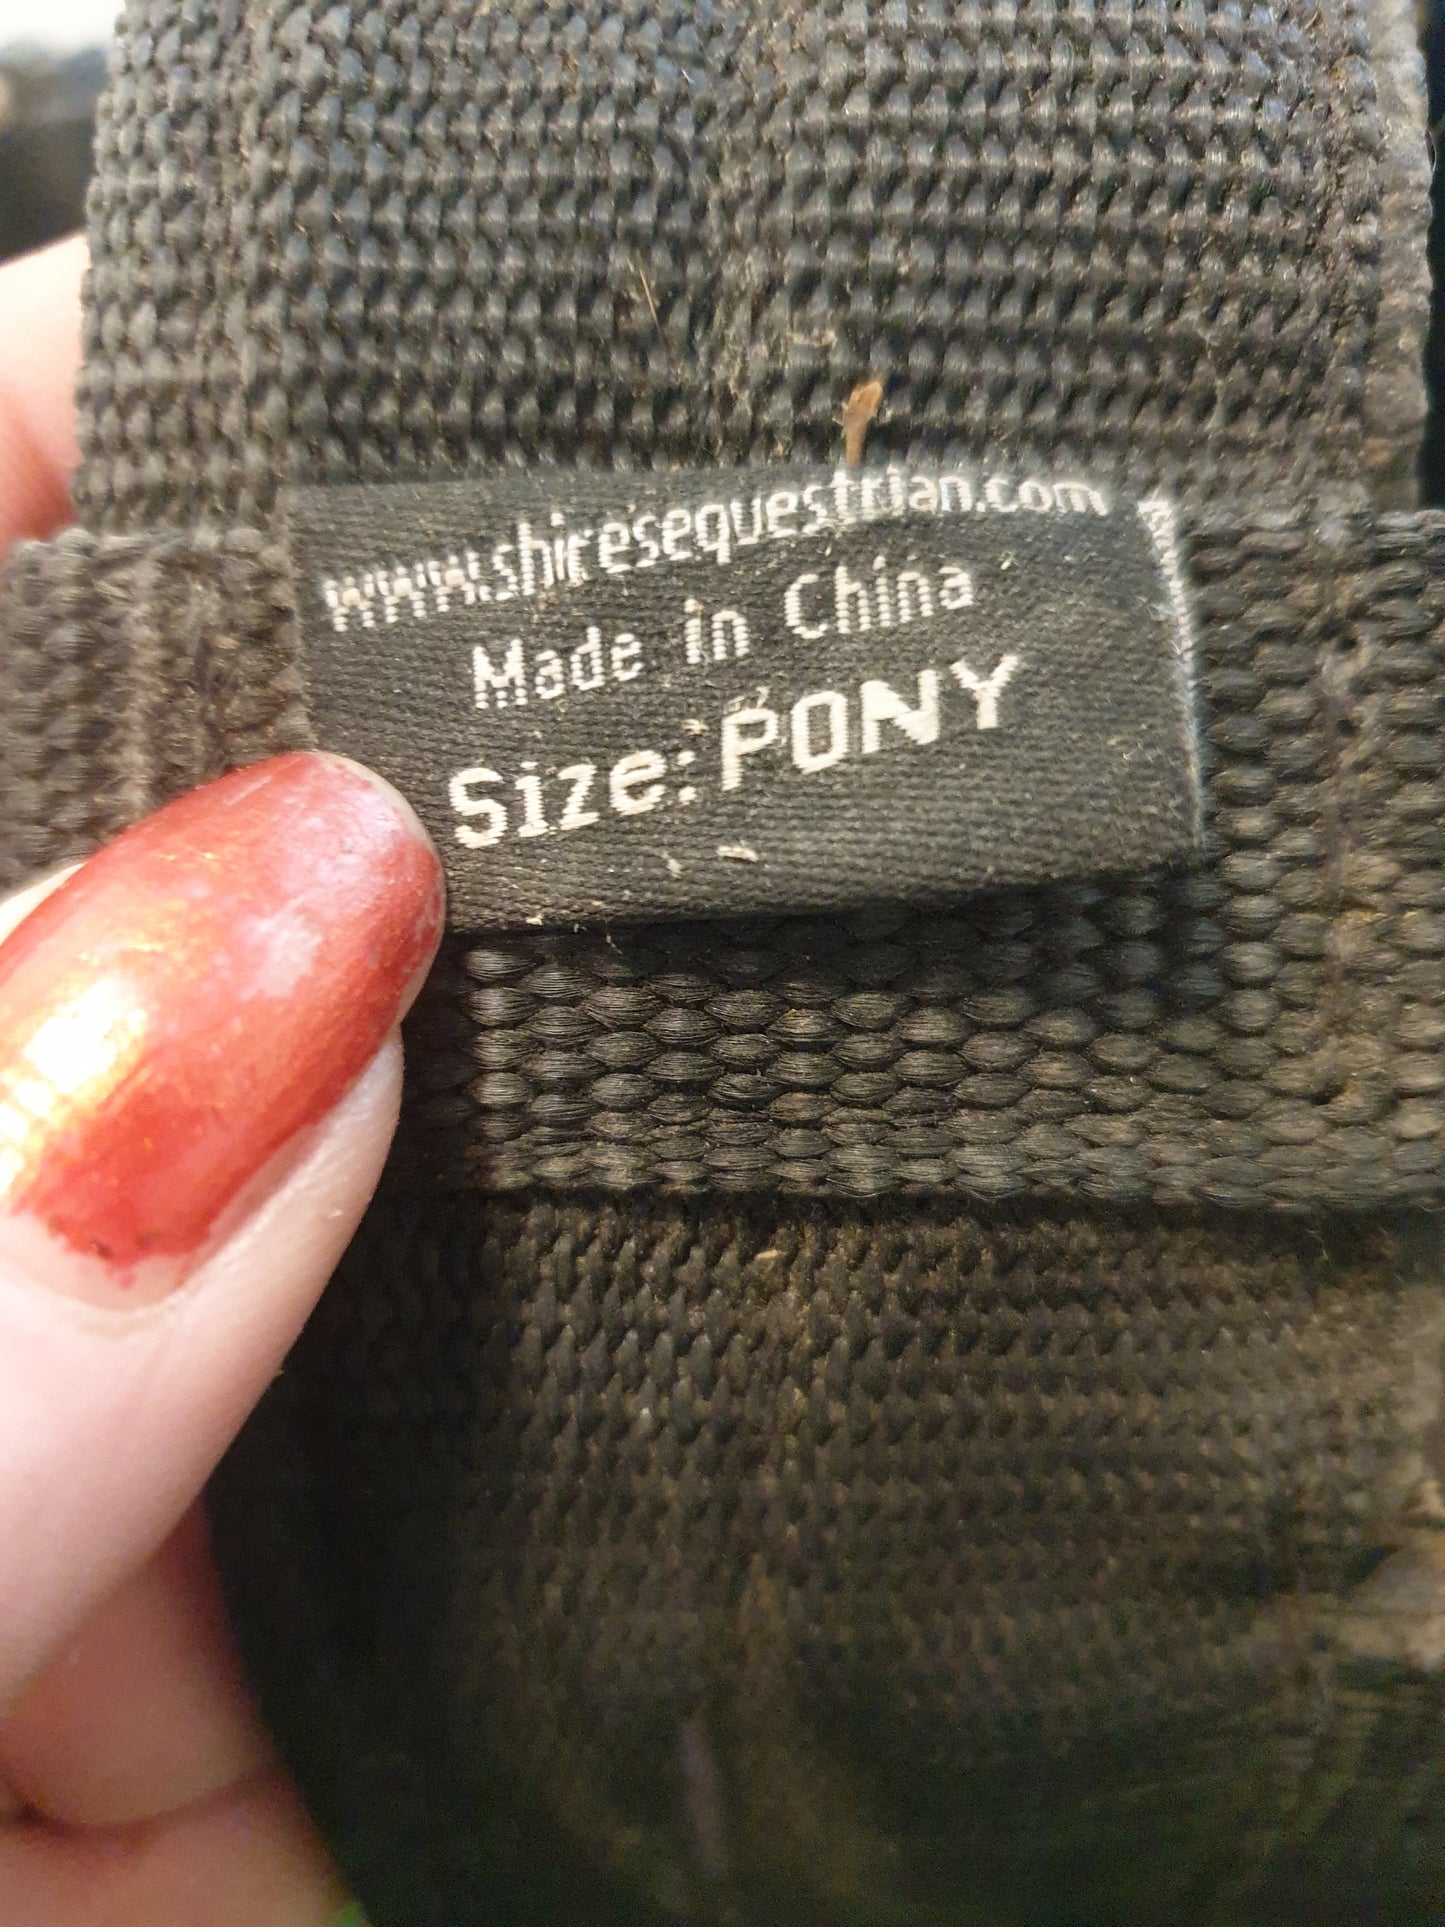 www.shiresequestrian.com
Made in China
Size: PONY